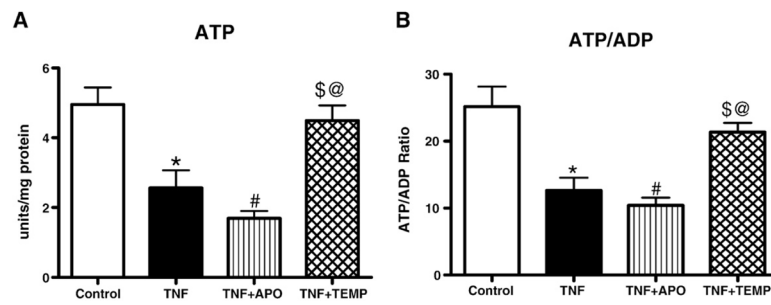 A
ATP
units/mg protein
6
4
2
0
*
#
$@
Control
TNF
TNF+APO
TNF+TEMP
B
ATP/ADP
ATP/ADP Ratio
30
20
10
0
*
#
$@
Control
TNF
TNF+APO
TNF+TEMP